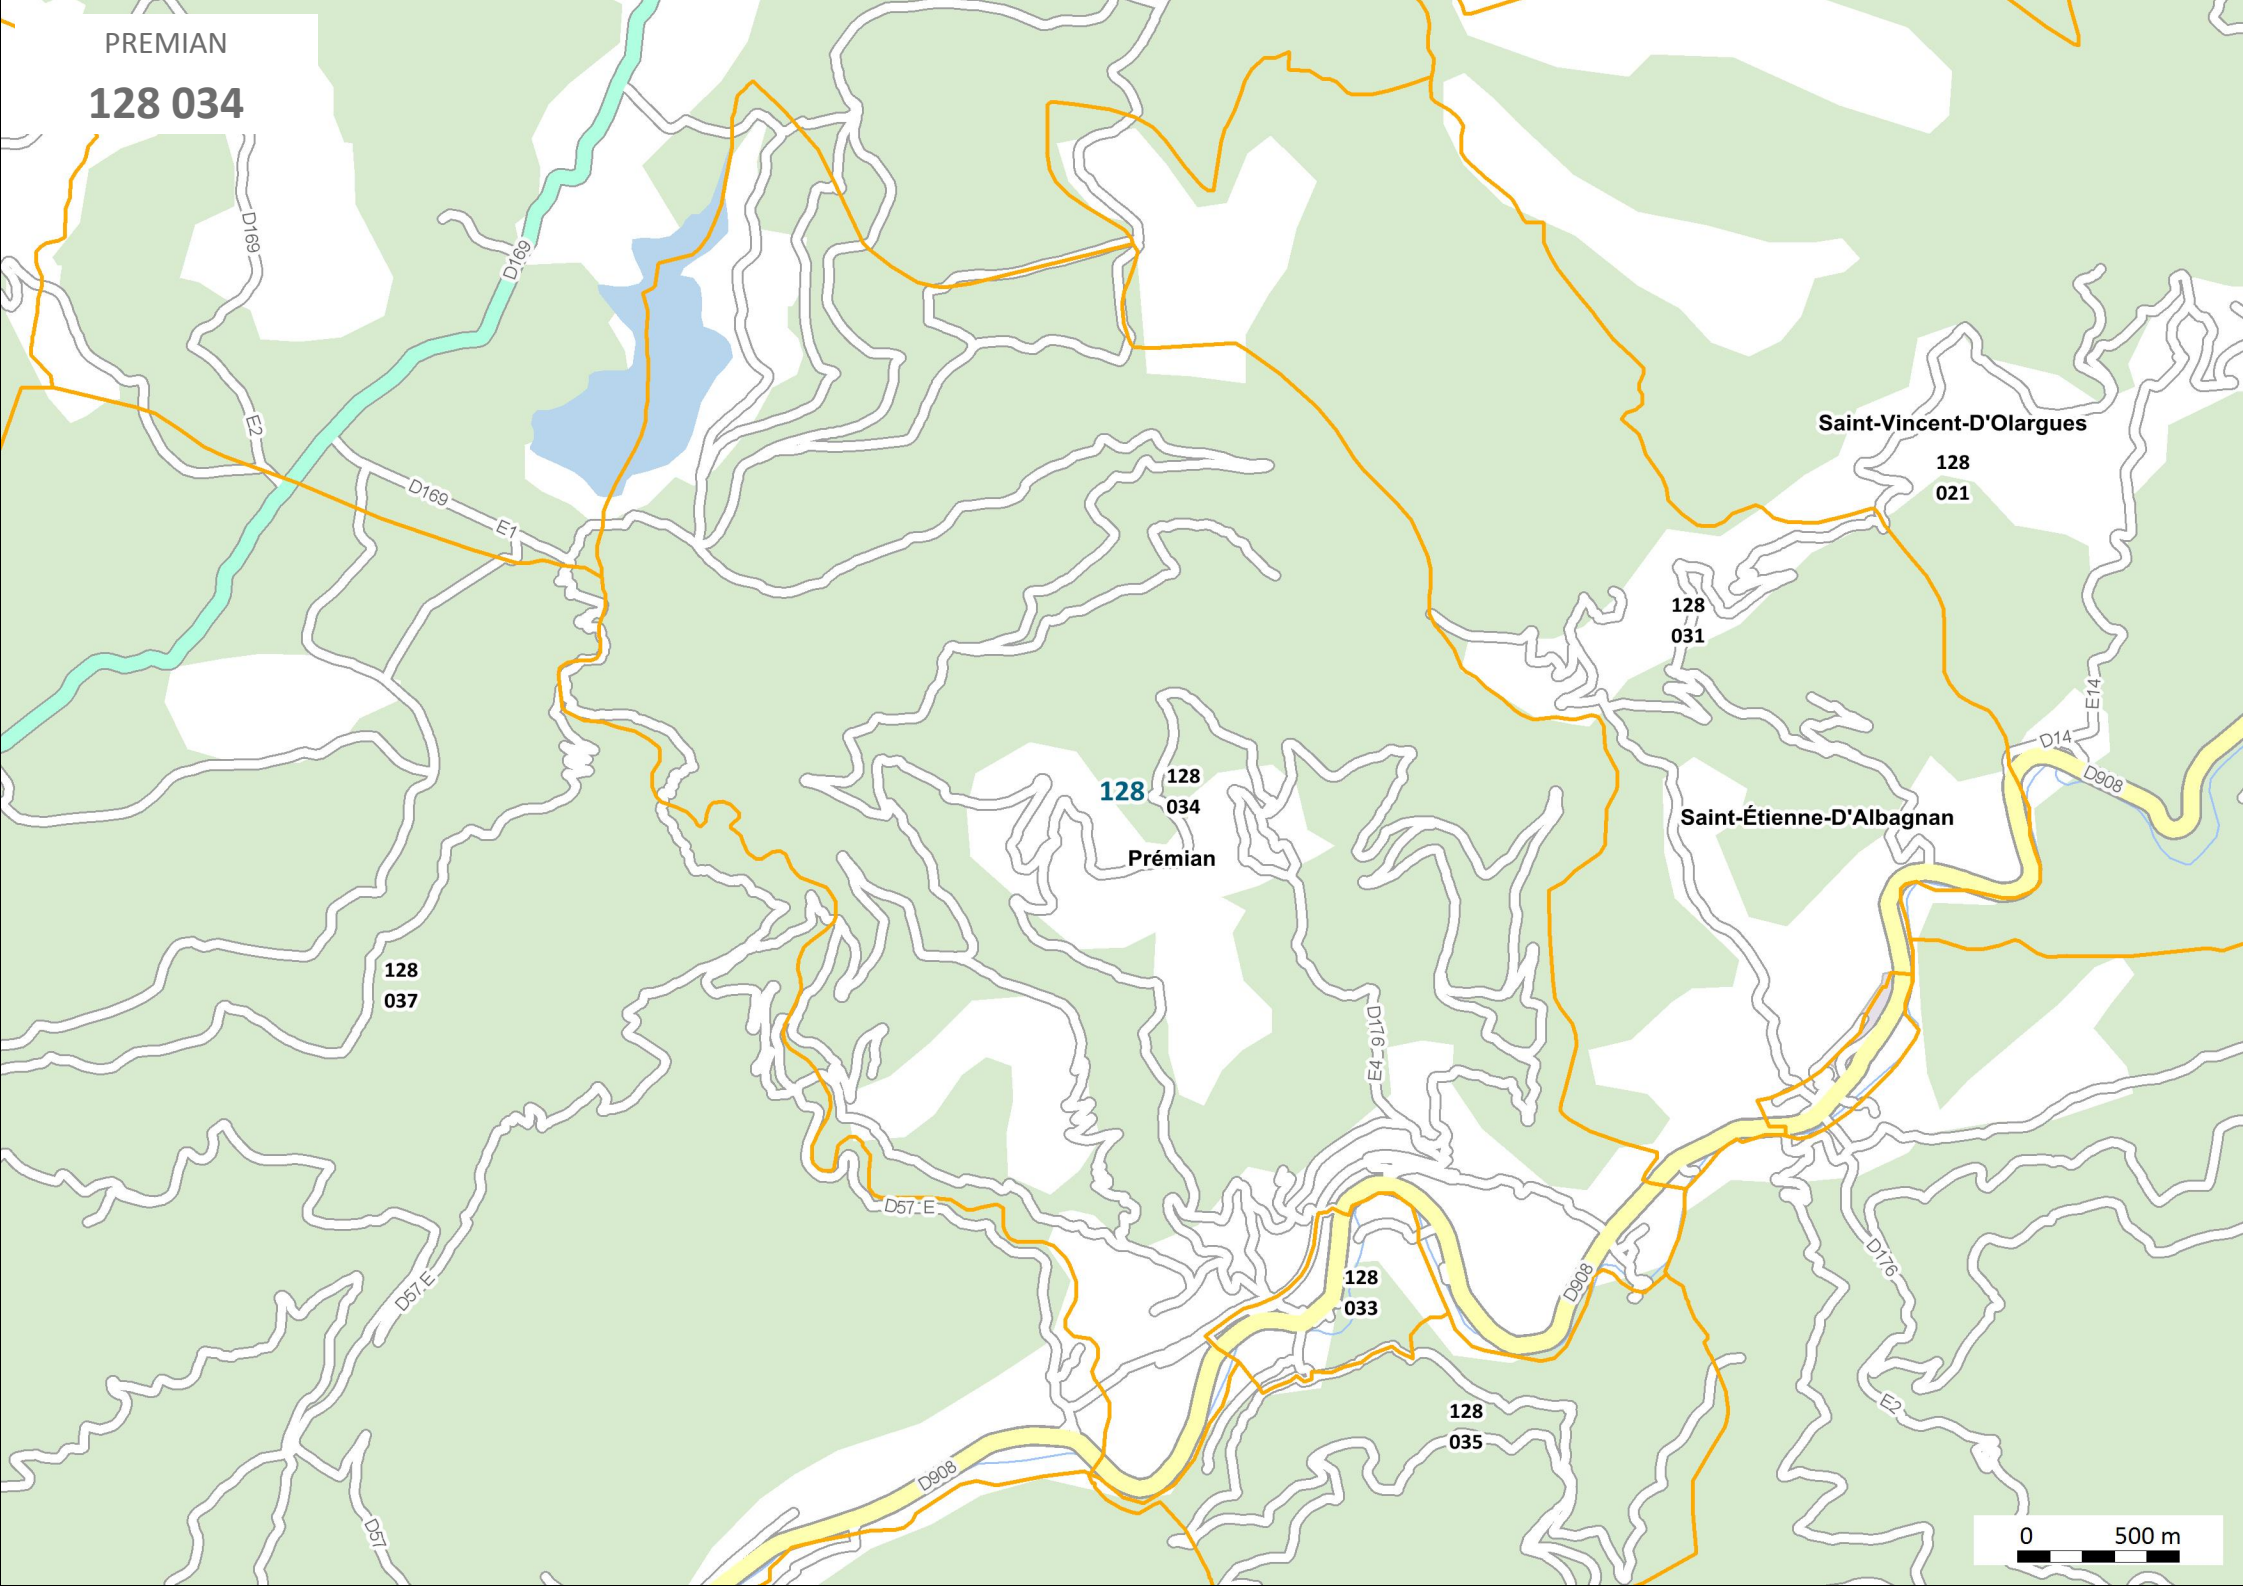 PREMIAN
128 034
D169
D169
E2
D169
E1
Saint-Vincent-D'Olargues
128
021
128
031
E14
D14
D908
128
128
034
Prémian
Saint-Étienne-D'Albagnan
128
037
D176
E4
D57 E
D57 E
128
033
D908
D176
E2
128
035
D908
D57
0 500 m